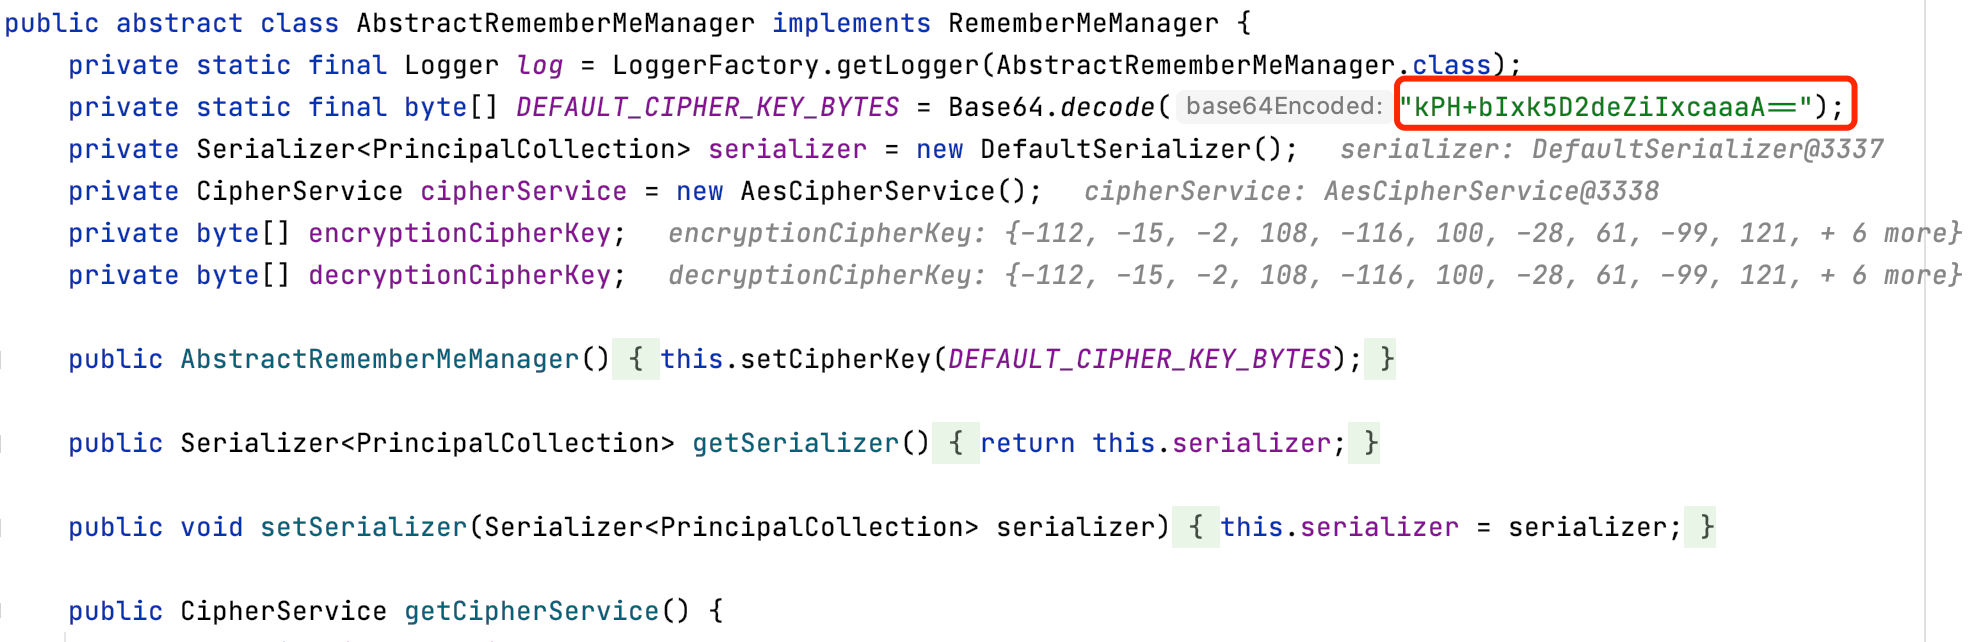 public abstract class AbstractRememberMeManager implements RememberMeManager {
private static final Logger log = LoggerFactory.getLogger(AbstractRememberMeManager.class);
private static final byte[] DEFAULT_CIPHER_KEY_BYTES = Base64.decode( base64Encoded: "kPH+bIxk5D2deZiIxcaaaA==");
private Serializer<PrincipalCollection> serializer = new DefaultSerializer(); serializer: DefaultSerializer@3337
private CipherService cipherService = new AesCipherService(); cipherService: AesCipherService@3338
private byte[] encryptionCipherKey; encryptionCipherKey: {-112, -15, -2, 108, -116, 100, -28, 61, -99, 121, + 6 more}
private byte[] decryptionCipherKey; decryptionCipherKey: {-112, -15, -2, 108, -116, 100, -28, 61, -99, 121, + 6 more}
public AbstractRememberMeManager() { this.setCipherKey(DEFAULT_CIPHER_KEY_BYTES); }
public Serializer<PrincipalCollection> getSerializer() { return this.serializer; }
public void setSerializer(Serializer<PrincipalCollection> serializer) { this.serializer = serializer; }
public CipherService getCipherService() {